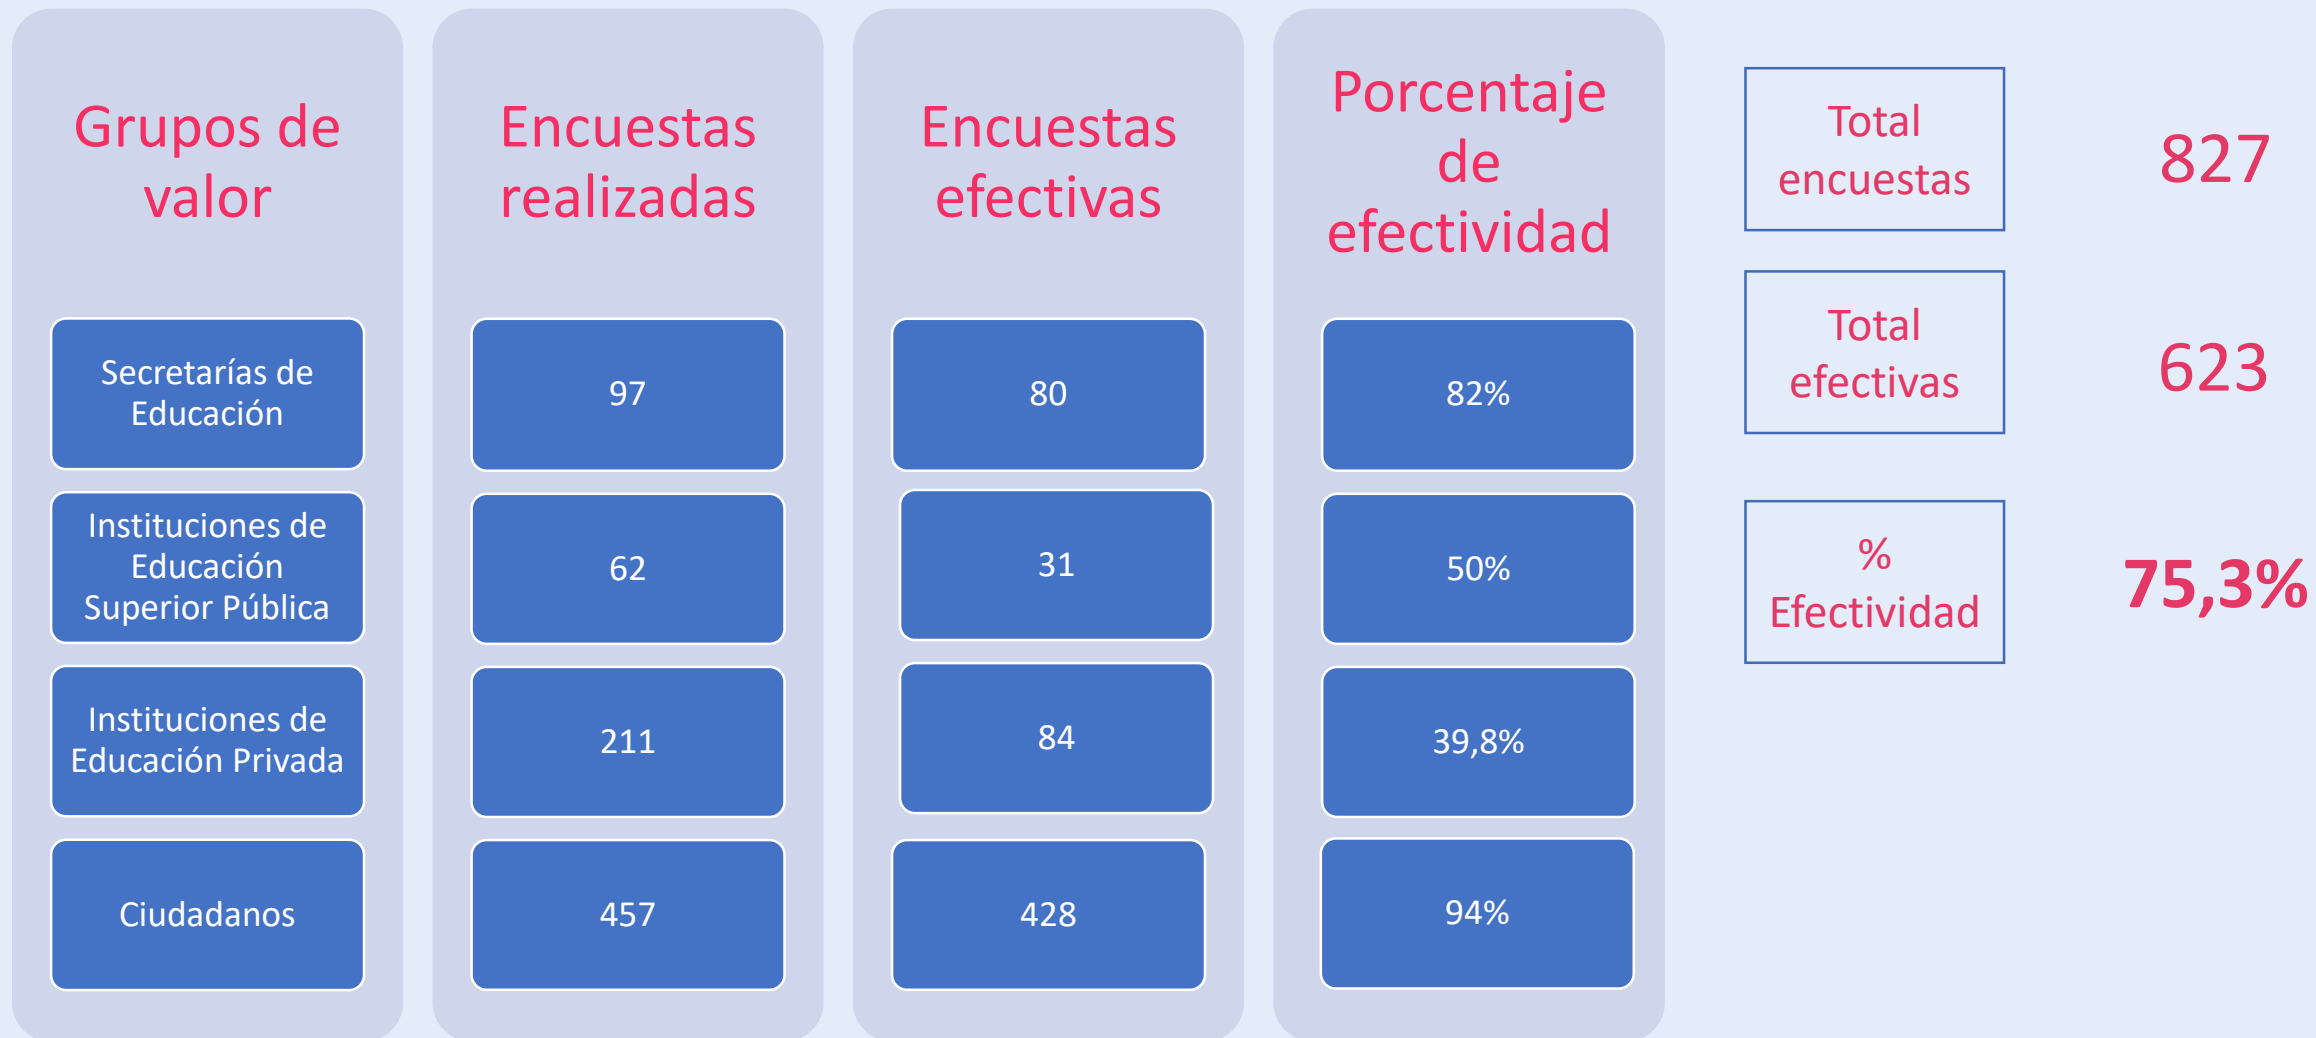 Grupos de
valor
Encuestas
realizadas
Encuestas
efectivas
Porcentaje
de
efectividad
Secretarías de
Educación
97
80
82%
Instituciones de
Educación
Superior Pública
62
31
50%
Instituciones de
Educación Privada
211
84
39,8%
Ciudadanos
457
428
94%
Total
encuestas
827
Total
efectivas
623
%
Efectividad
75,3%